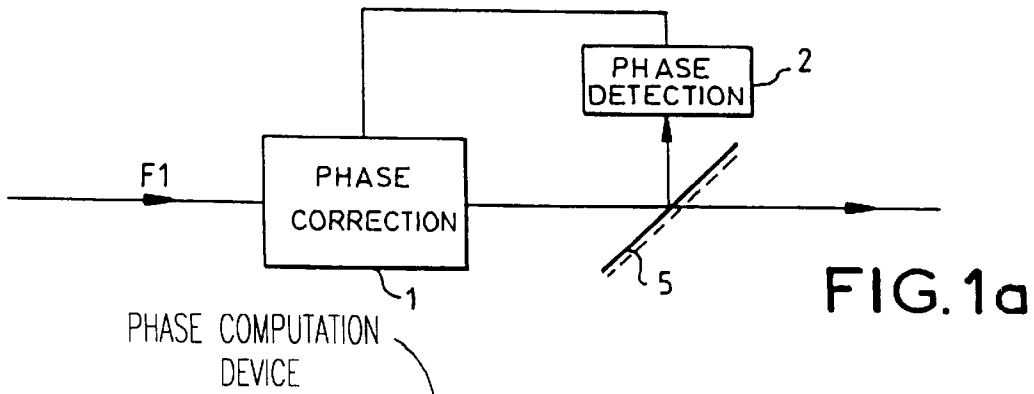 PHASE
DETECTION
2
F1
PHASE
CORRECTION
1
5
FIG.1a
PHASE COMPUTATION
DEVICE